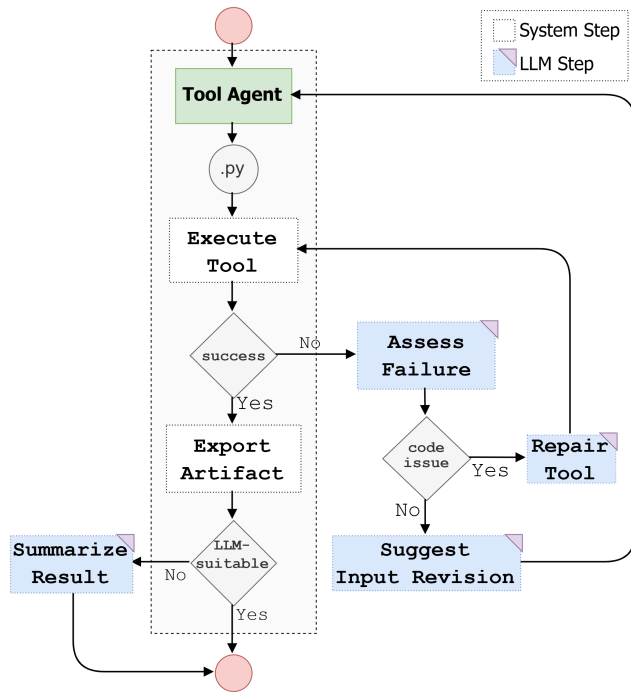 System Step
LLM Step
Tool Agent
.py
Execute
Tool
success
No
Assess
Failure
Yes
Export
Artifact
code
issue
Yes
Repair
Tool
No
LLM-
suitable
No
Summarize
Result
Suggest
Input Revision
Yes